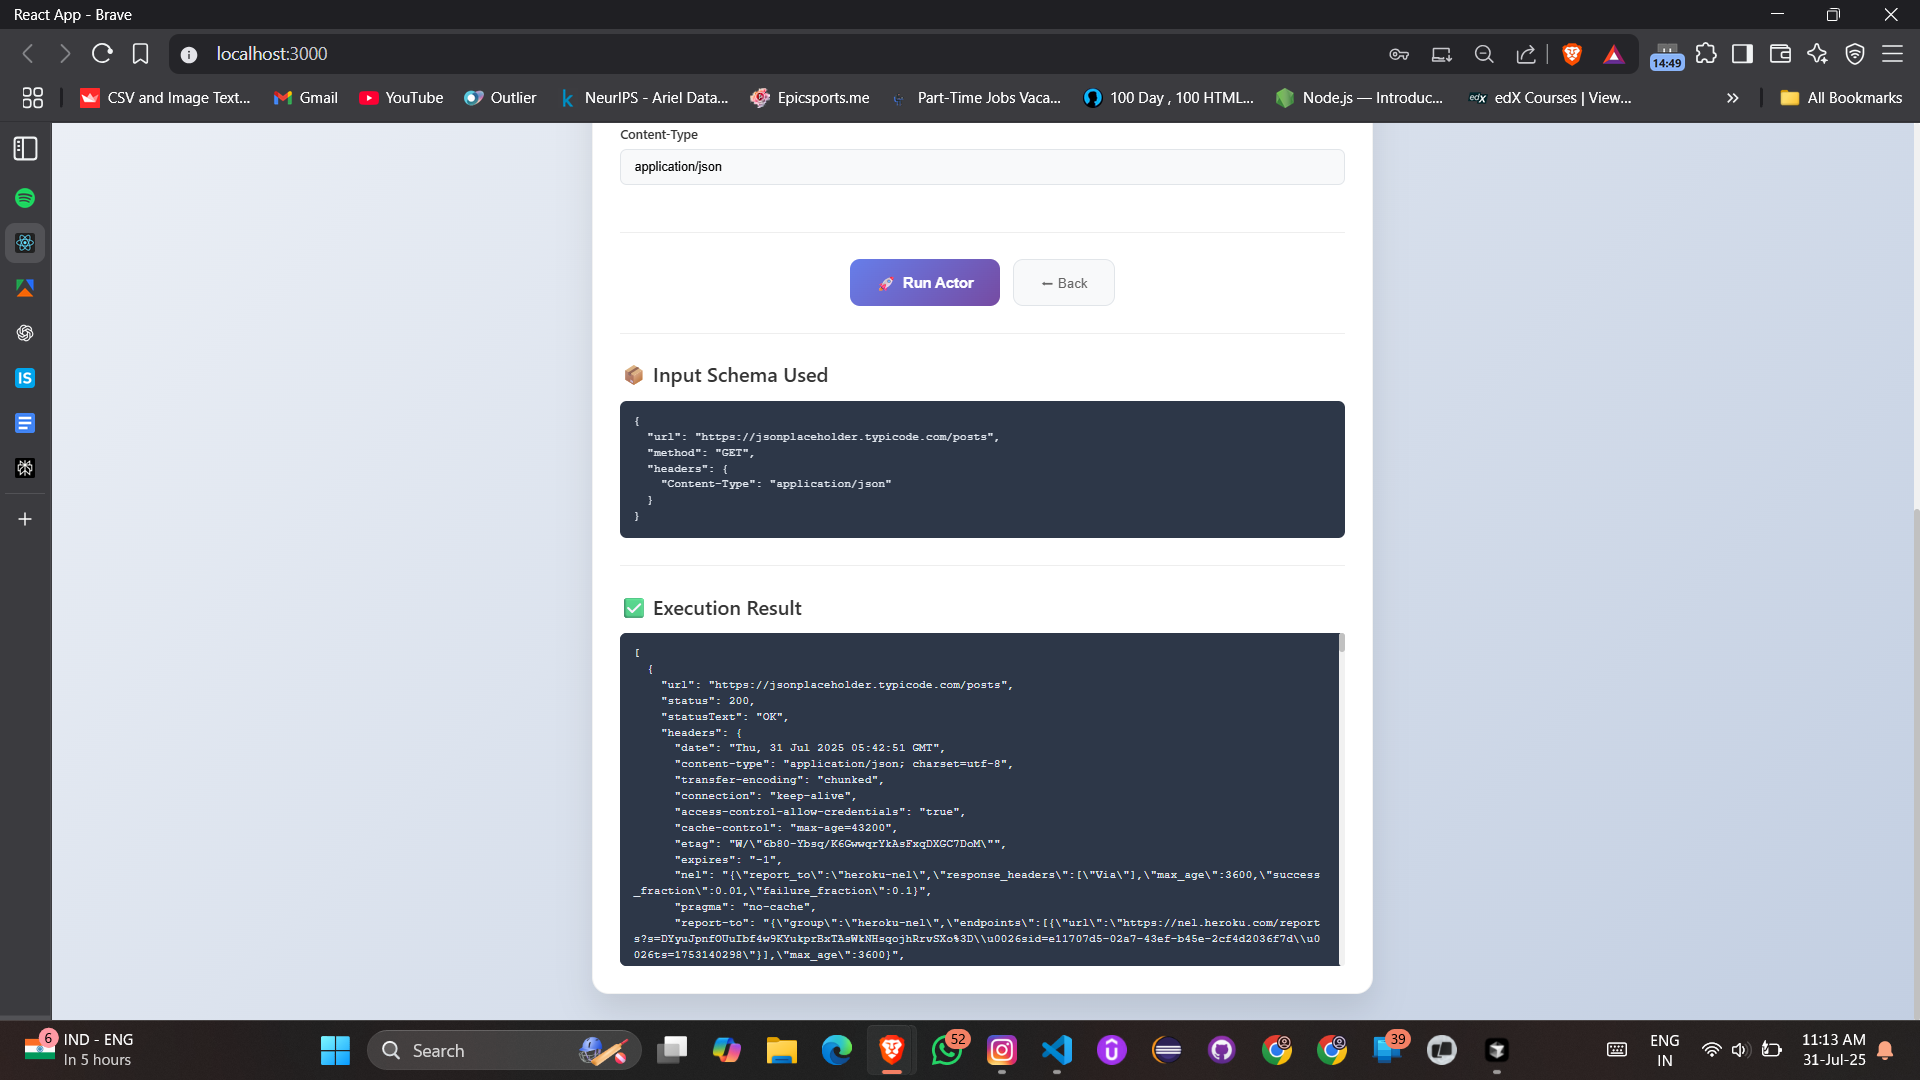 React App - Brave
localhost:3000
14:49
CSV and Image Text...
Gmail
YouTube
Outlier
NeurIPS - Ariel Data...
Epicsports.me
Part-Time Jobs Vaca...
100 Day , 100 HTML...
Node.js — Introduc...
edX Courses | View...
»
All Bookmarks
Content-Type
application/json
🚀 Run Actor
← Back
📦 Input Schema Used
{
"url": "https://jsonplaceholder.typicode.com/posts",
"method": "GET",
"headers": {
"Content-Type": "application/json"
}
}
✅ Execution Result
[
{
"url": "https://jsonplaceholder.typicode.com/posts",
"status": 200,
"statusText": "OK",
"headers": {
"date": "Thu, 31 Jul 2025 05:42:51 GMT",
"content-type": "application/json; charset=utf-8",
"transfer-encoding": "chunked",
"connection": "keep-alive",
"access-control-allow-credentials": "true",
"cache-control": "max-age=43200",
"etag": "W/\"6b80-Ybsq/K6GwwqrYkAsFxqDXGC7DoM\"",
"expires": "-1",
"nel": "{\"report_to\":\"heroku-nel\",\"response_headers\":[\"Via\"],\"max_age\":3600,\"success
_fraction\":0.01,\"failure_fraction\":0.1}",
"pragma": "no-cache",
"report-to": "{\"group\":\"heroku-nel\",\"endpoints\":[{\"url\":\"https://nel.heroku.com/report
s?s=DYyuJpnfOUuIbf4w9KYukprBxTAsWkNHsqojhRrvSXo%3D\\u0026sid=e11707d5-02a7-43ef-b45e-2cf4d2036f7d\\u0
026ts=1753140298\"}],\"max_age\":3600}",
IS
6
IND - ENG
In 5 hours
Search
52
39
ENG
IN
11:13 AM
31-Jul-25